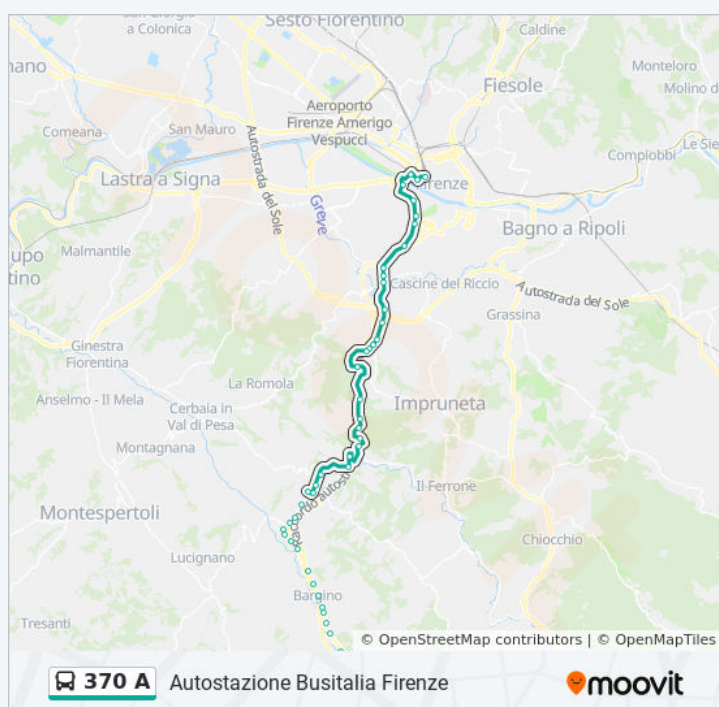 San Giorgio
a Colonica
Sesto Fiorentino
Caldine
Monteloro
Molino de
Fiesole
nano
Aeroporto
Firenze Amerigo
Vespucci
Comeana
San Mauro
Le Sie
Compiobbi
Autostrada del Sole
Lastra a Signa
Firenze
Greve
Bagno a Ripoli
Malmantile
upo
tino
Cascine del Riccio
Autostrada del Sole
Grassina
Ginestra
Fiorentina
La Romola
Anselmo - Il Mela
Cerbaia in
Val di Pesa
Impruneta
Montagnana
Il Ferrone
Montespertoli
Chiocchio
Lucignano
Bargino
Tresanti
© OpenStreetMap contributors | © OpenMapTiles
370 A
Autostazione Busitalia Firenze
moovit